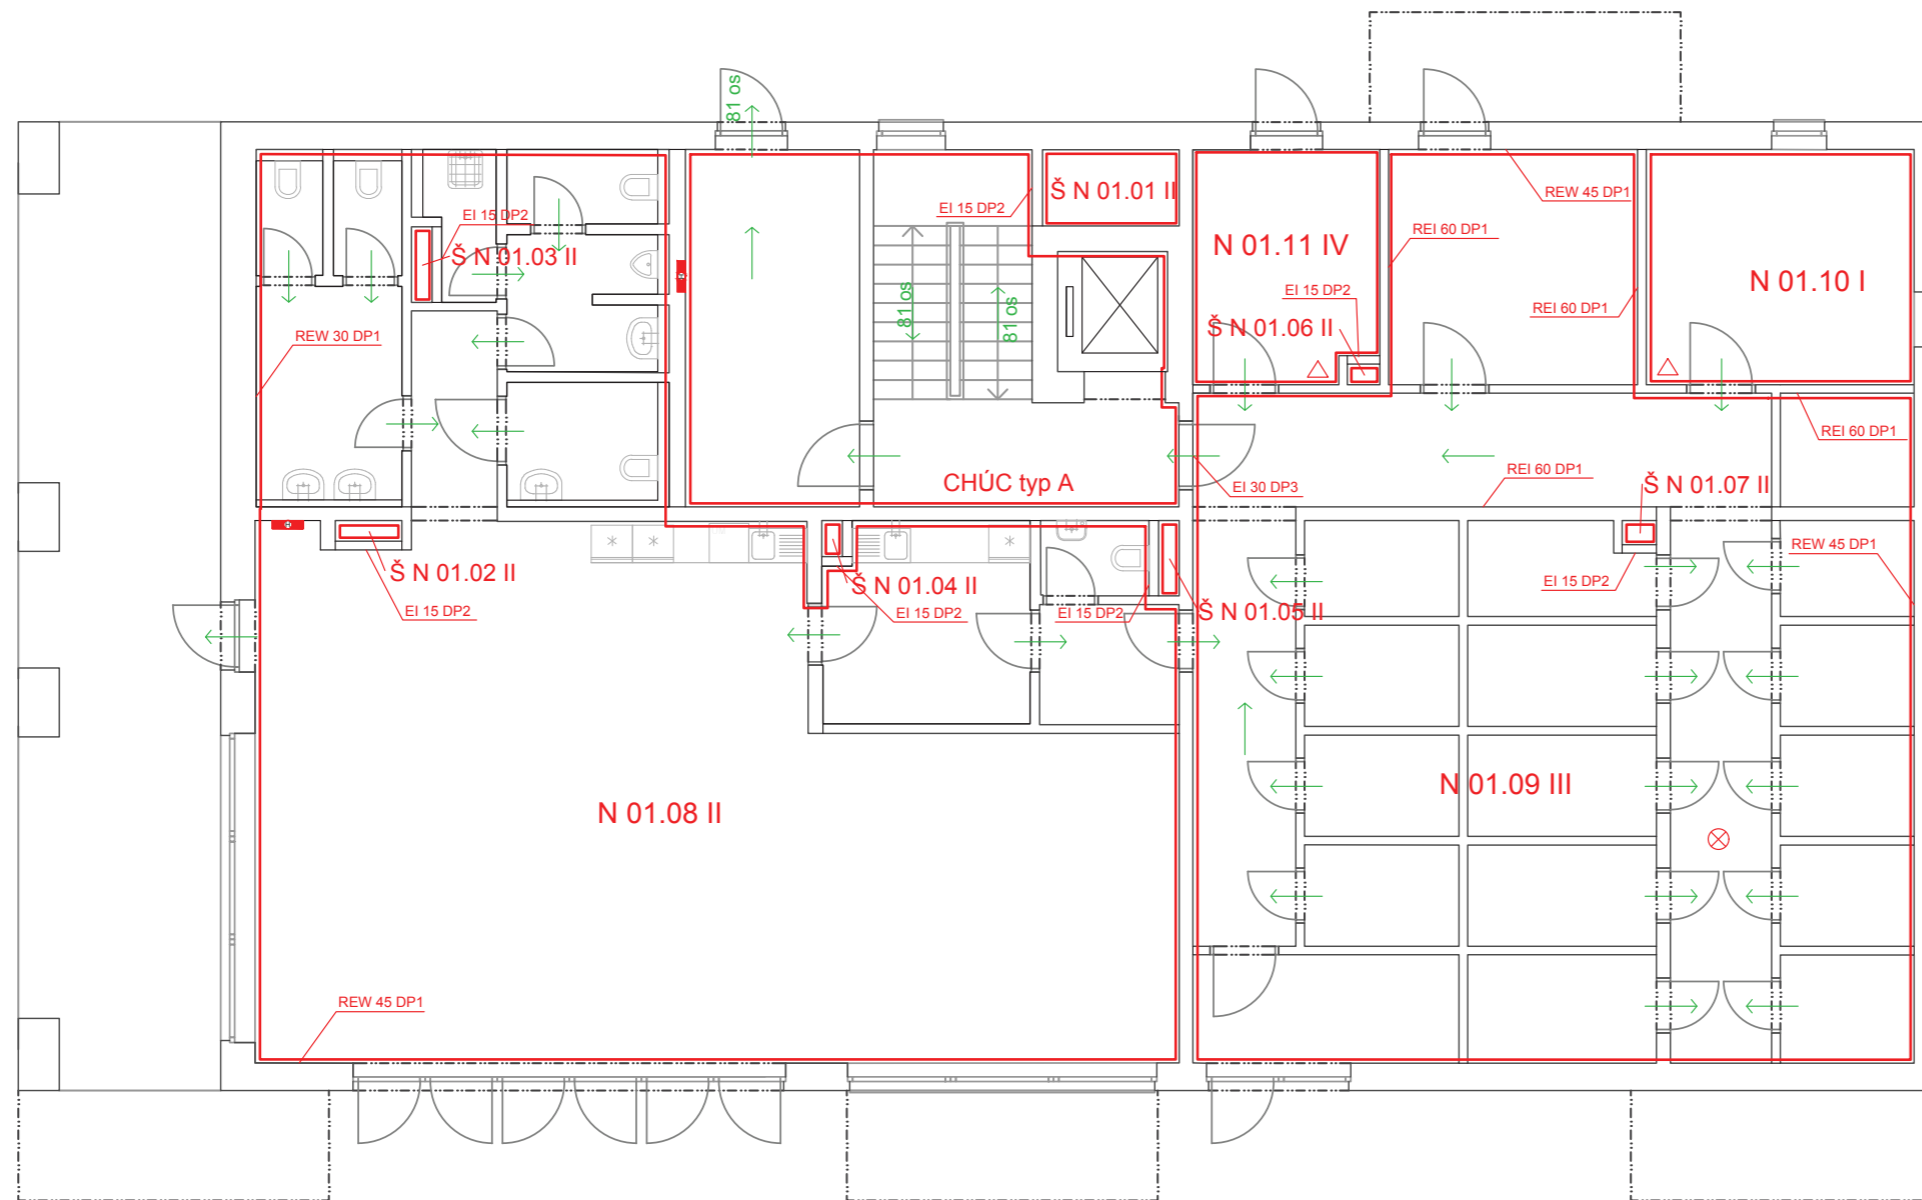 81 os
Š N 01.01 II
REW 45 DP1
EI 15 DP2
EI 15 DP2
REI 60 DP1
N 01.11 IV
Š N 01.03 II
N 01.10 I
EI 15 DP2
81 os
81 os
REI 60 DP1
Š N 01.06 II
REW 30 DP1
REI 60 DP1
REI 60 DP1
CHÚC typ A
EI 30 DP3
Š N 01.07 II
REW 45 DP1
Š N 01.02 II
EI 15 DP2
Š N 01.04 II
EI 15 DP2
EI 15 DP2
EI 15 DP2
Š N 01.05 II
N 01.09 III
N 01.08 II
REW 45 DP1